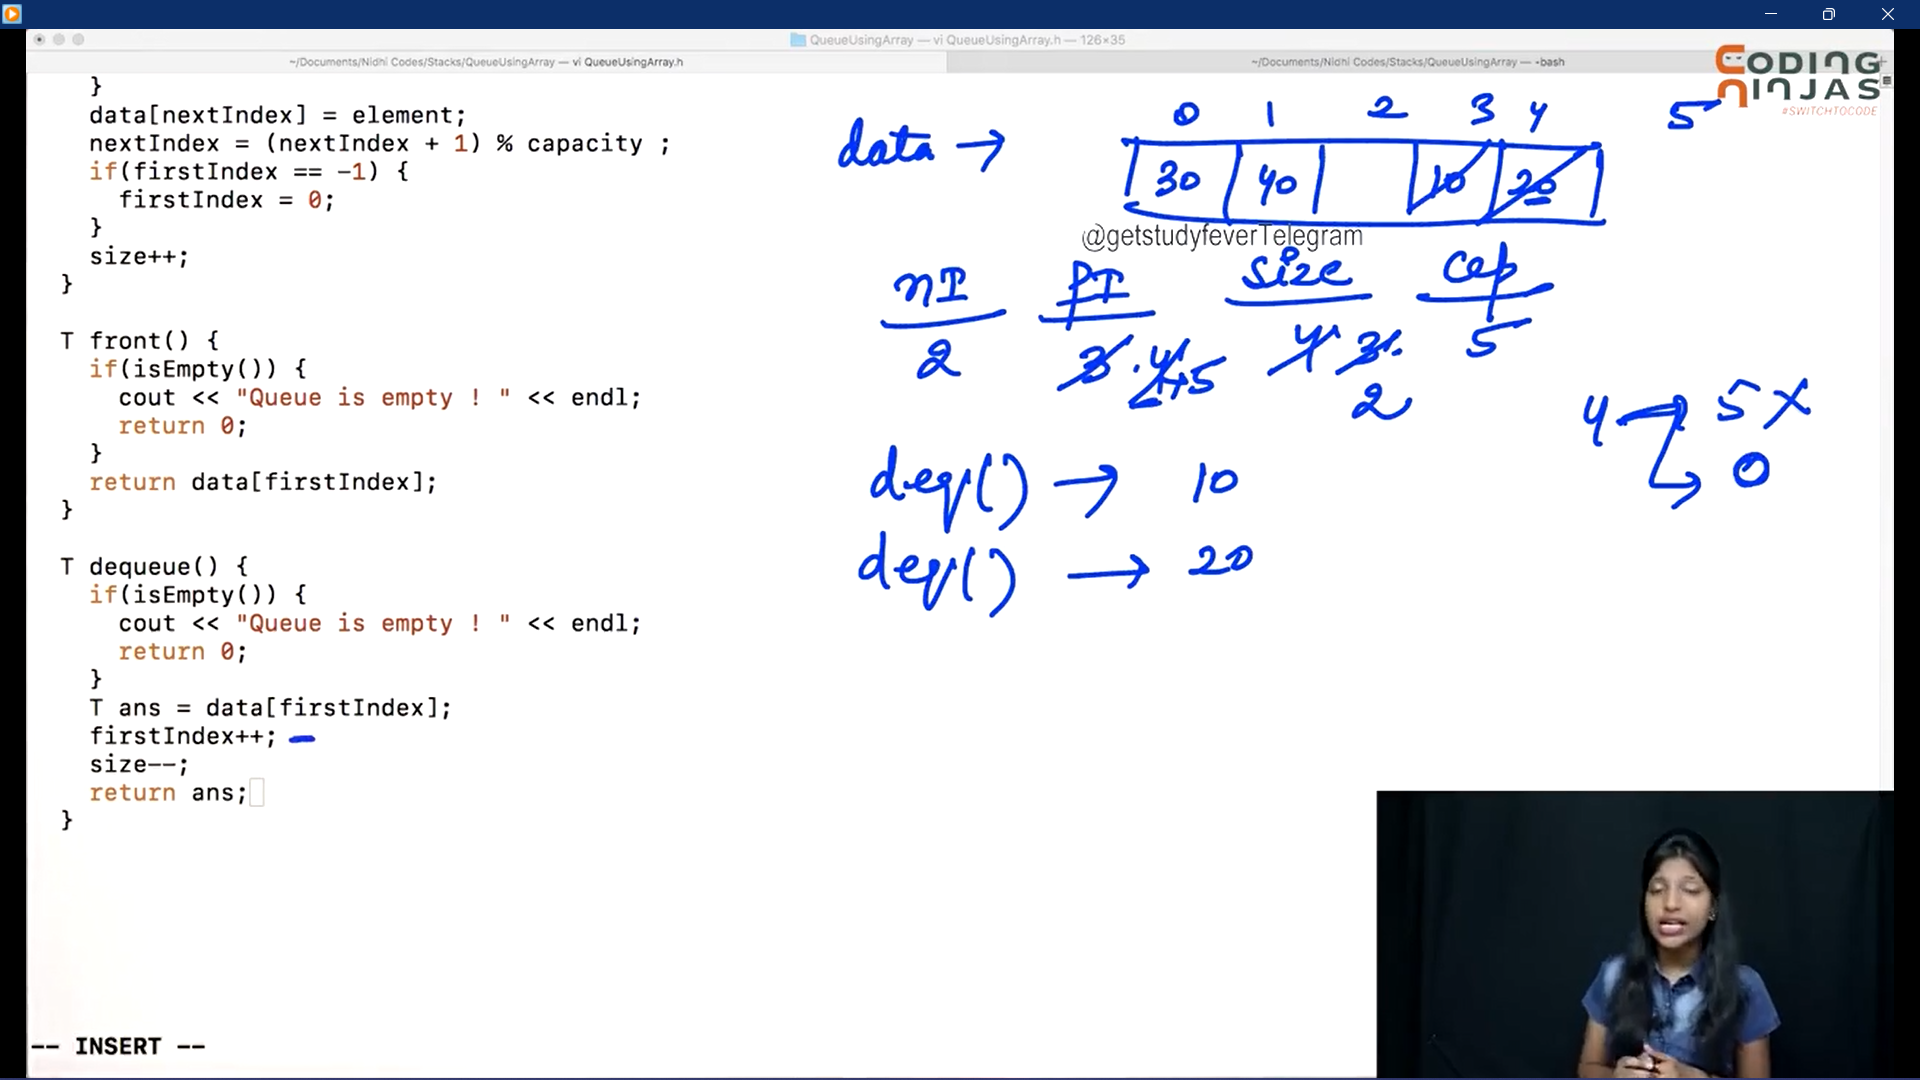 QueueUsingArray — vi QueueUsingArray.h — 126×35
~/Documents/Nidhi Codes/Stacks/QueueUsingArray — vi QueueUsingArray.h
~/Documents/Nidhi Codes/Stacks/QueueUsingArray — -bash
CODING
NINJAS
#SWITCHTOCODE
}
data[nextIndex] = element;
nextIndex = (nextIndex + 1) % capacity ;
if(firstIndex == -1) {
firstIndex = 0;
}
size++;
}
T front() {
if(isEmpty()) {
cout << "Queue is empty ! " << endl;
return 0;
}
return data[firstIndex];
}
T dequeue() {
if(isEmpty()) {
cout << "Queue is empty ! " << endl;
return 0;
}
T ans = data[firstIndex];
firstIndex++;
size--;
return ans;
}
-- INSERT --
0 1 2 3 4 5
data →
30 40 10 20
@getstudyfeverTelegram
nI fI size cap
2 3 4 5 4 3 5
2
4 → 5 X
0
deq() → 10
deq() → 20